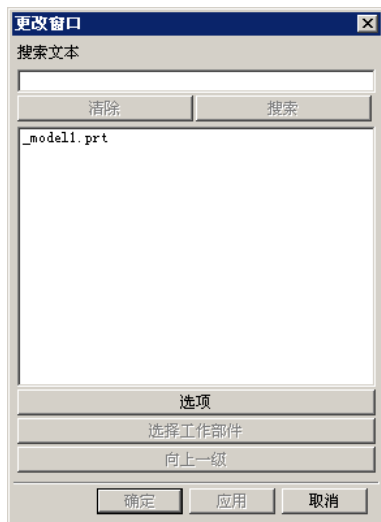 更改窗口
搜索文本
清除 搜索
_model1.prt
选项
选择工作部件
向上一级
确定 应用 取消